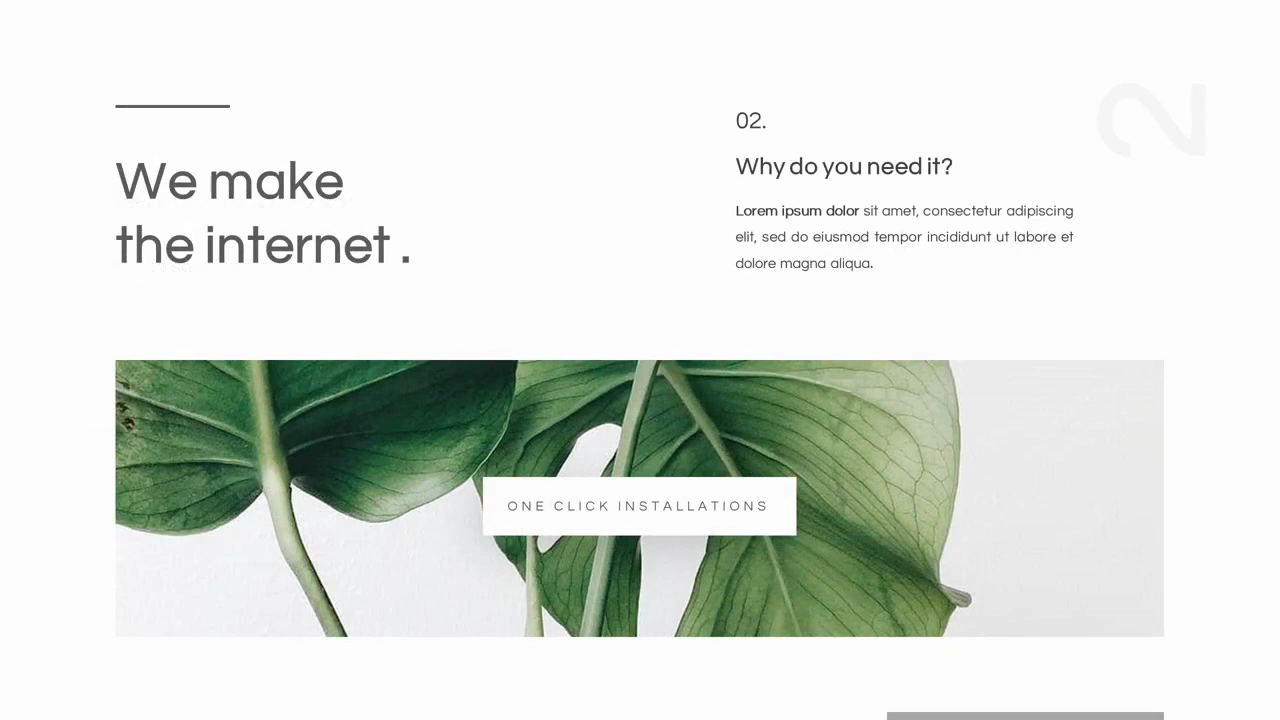 We make
the internet .
02.
2
Why do you need it?
Lorem ipsum dolor sit amet, consectetur adipiscing
elit, sed do eiusmod tempor incididunt ut labore et
dolore magna aliqua.
ONE CLICK INSTALLATIONS